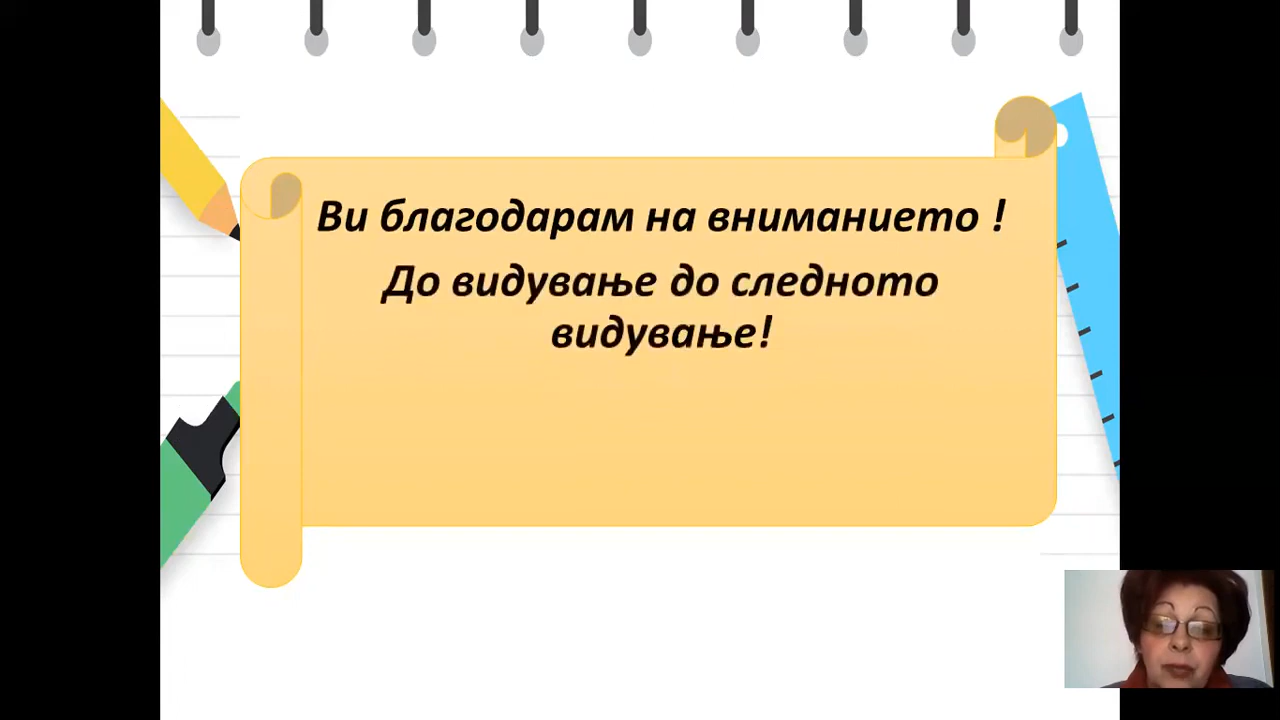 Ви благодарам на вниманието !
До видување до следното
видување!